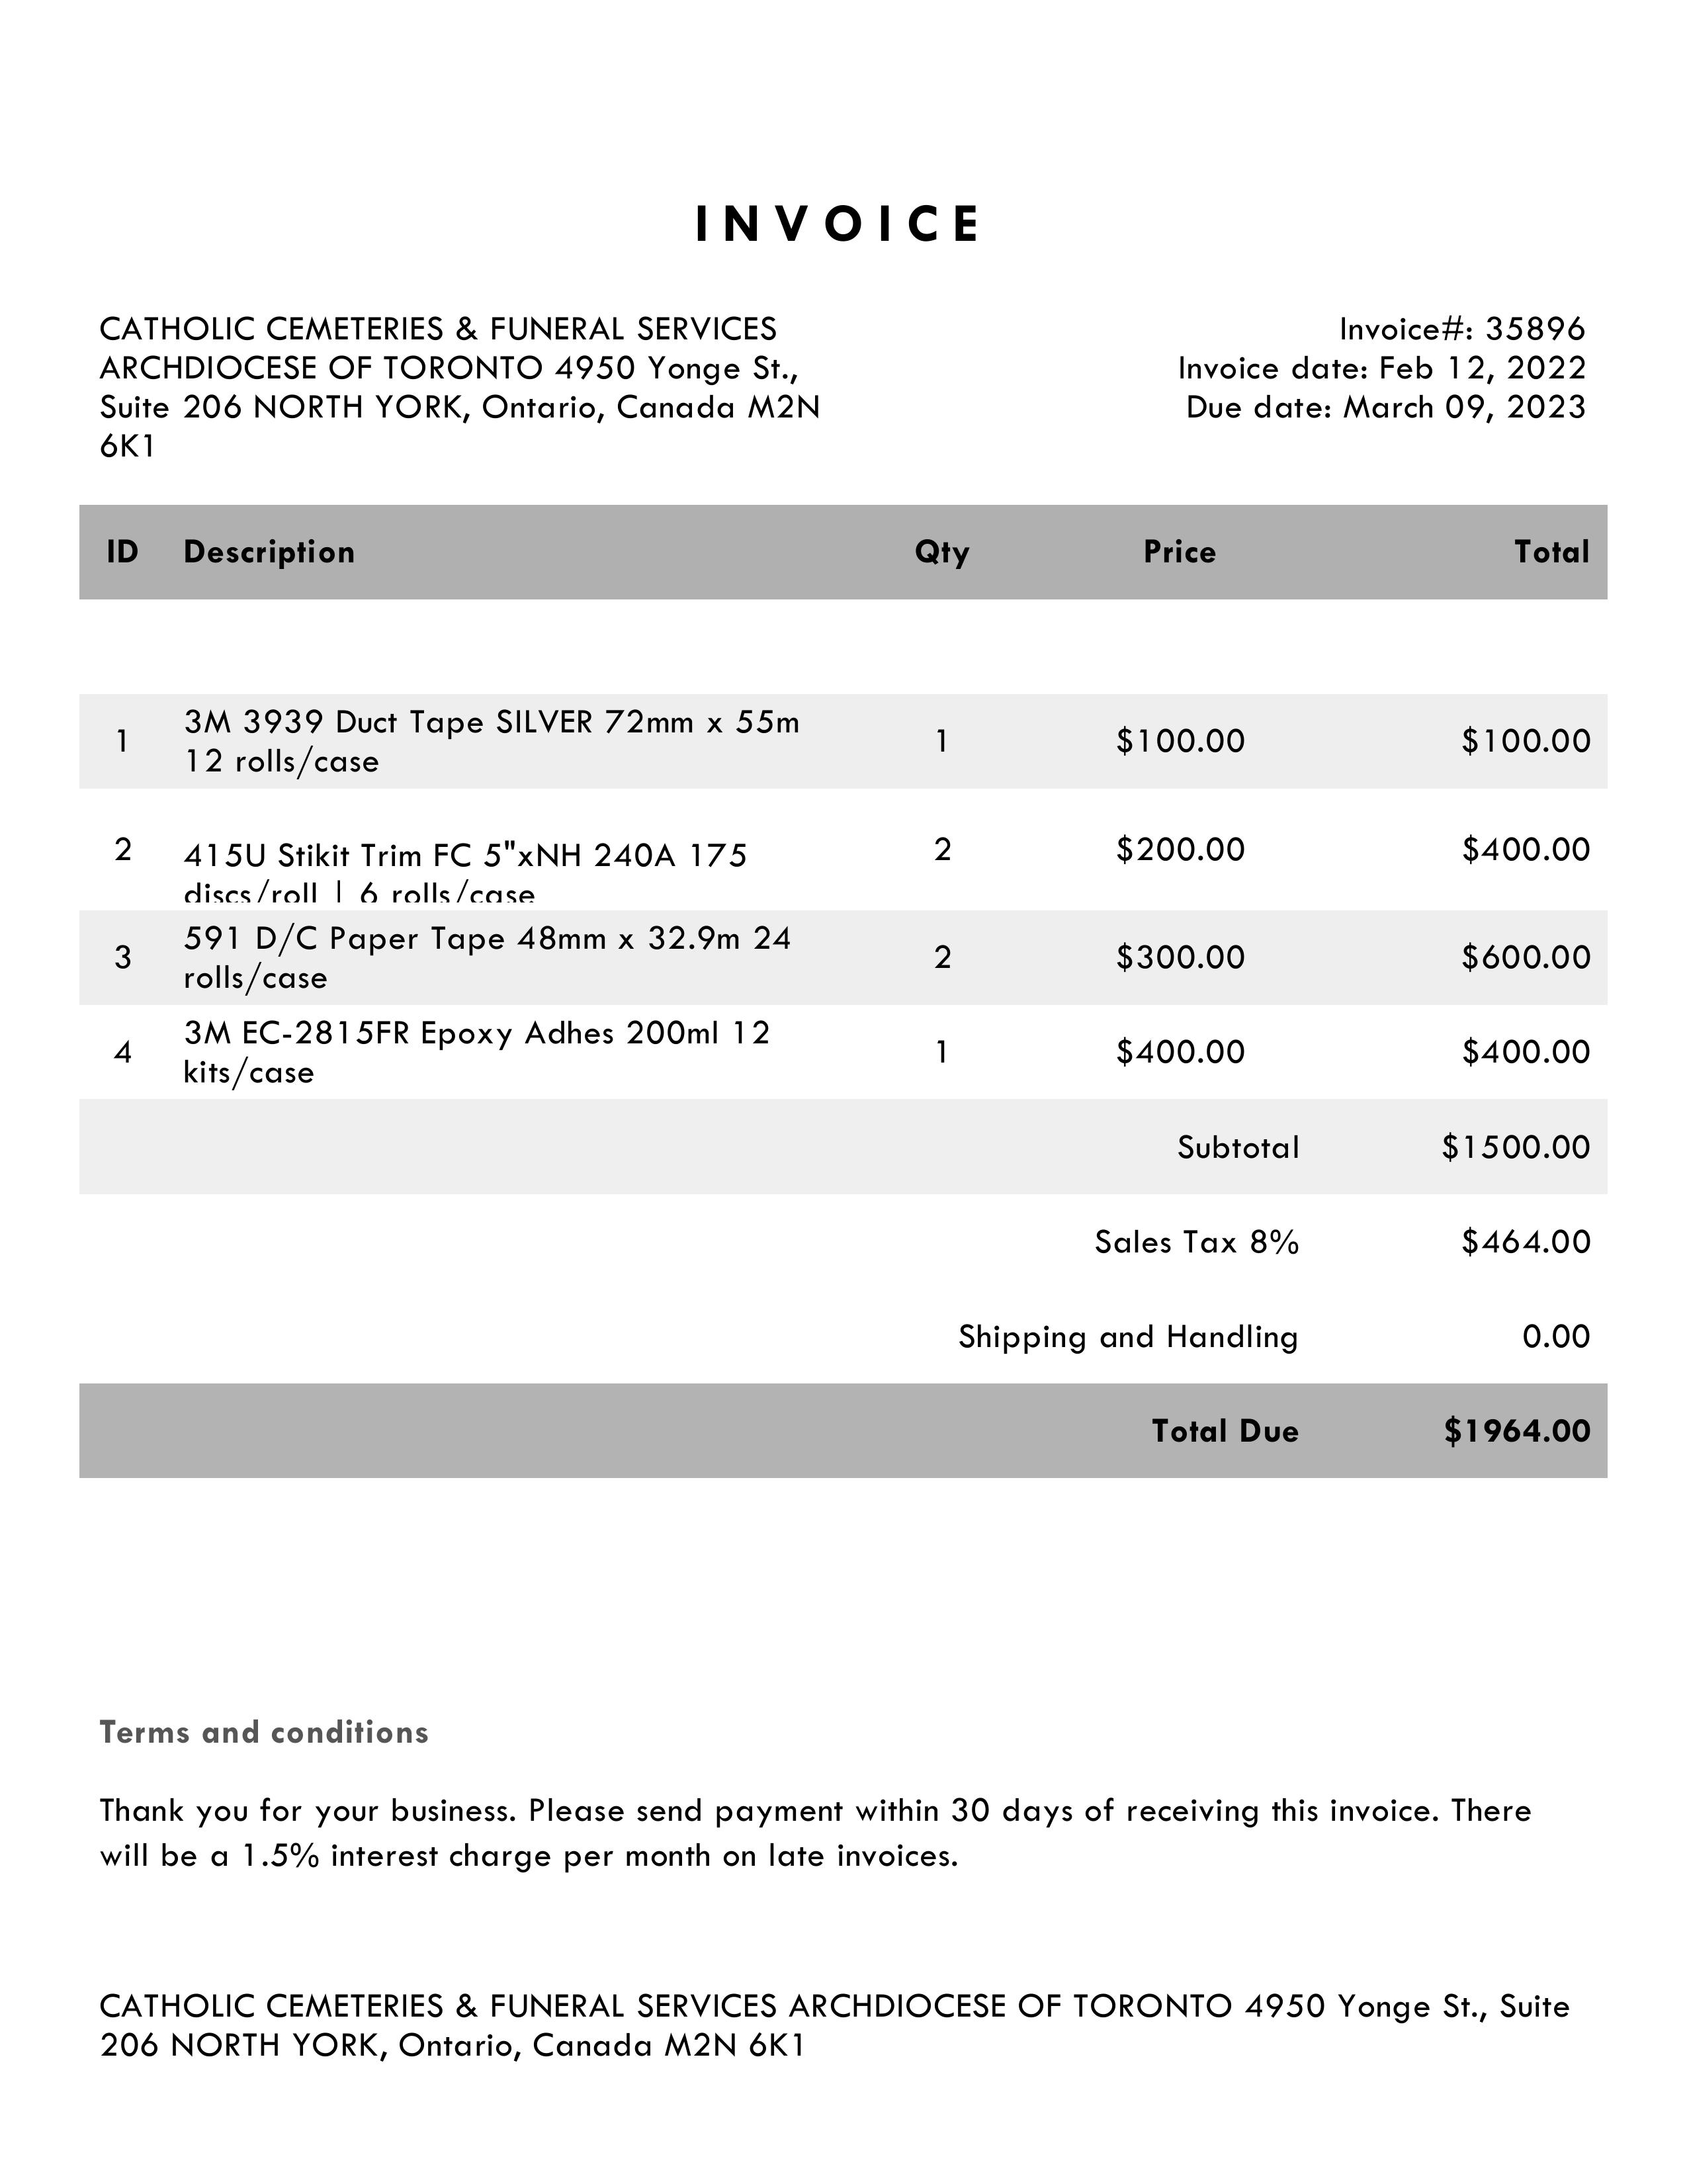 INVOICE
CATHOLIC CEMETERIES & FUNERAL SERVICES
ARCHDIOCESE OF TORONTO 4950 Yonge St.,
Suite 206 NORTH YORK, Ontario, Canada M2N
6K1
Invoice#: 35896
Invoice date: Feb 12, 2022
Due date: March 09, 2023
ID Description Qty Price Total
1 3M 3939 Duct Tape SILVER 72mm x 55m
12 rolls/case 1 $100.00 $100.00
2 415U Stikit Trim FC 5"xNH 240A 175
discs/roll | 6 rolls/case 2 $200.00 $400.00
3 591 D/C Paper Tape 48mm x 32.9m 24
rolls/case 2 $300.00 $600.00
4 3M EC-2815FR Epoxy Adhes 200ml 12
kits/case 1 $400.00 $400.00
Subtotal $1500.00
Sales Tax 8% $464.00
Shipping and Handling 0.00
Total Due $1964.00
Terms and conditions
Thank you for your business. Please send payment within 30 days of receiving this invoice. There
will be a 1.5% interest charge per month on late invoices.
CATHOLIC CEMETERIES & FUNERAL SERVICES ARCHDIOCESE OF TORONTO 4950 Yonge St., Suite
206 NORTH YORK, Ontario, Canada M2N 6K1